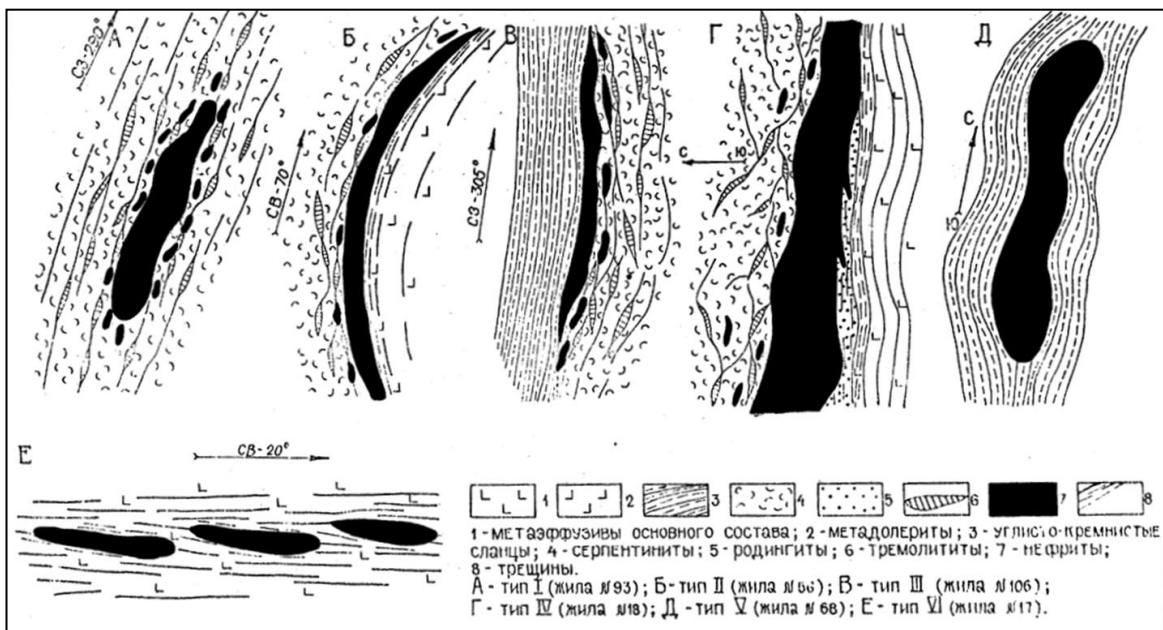 А
СЗ-290°
Б
СВ-70°
В
СЗ-305°
Г
С
Ю
Д
С
Ю
Е
СВ-20°
1 2 3 4 5 6 7 8
1-МЕТАЭФФУЗИВЫ ОСНОВНОГО СОСТАВА; 2-МЕТАДОЛЕРИТЫ; 3-УГЛИСТО-КРЕМНИСТЫЕ
СЛАНЦЫ; 4-СЕРПЕНТИНИТЫ; 5-РОДИНГИТЫ; 6-ТРЕМОЛИТИТЫ; 7-НЕФРИТЫ;
8-ТРЕЩИНЫ.
А-ТИП I (ЖИЛА №93); Б-ТИП II (ЖИЛА №56); В-ТИП III (ЖИЛА №106);
Г-ТИП IV (ЖИЛА №18); Д-ТИП V (ЖИЛА №68); Е-ТИП VI (ЖИЛА №17).